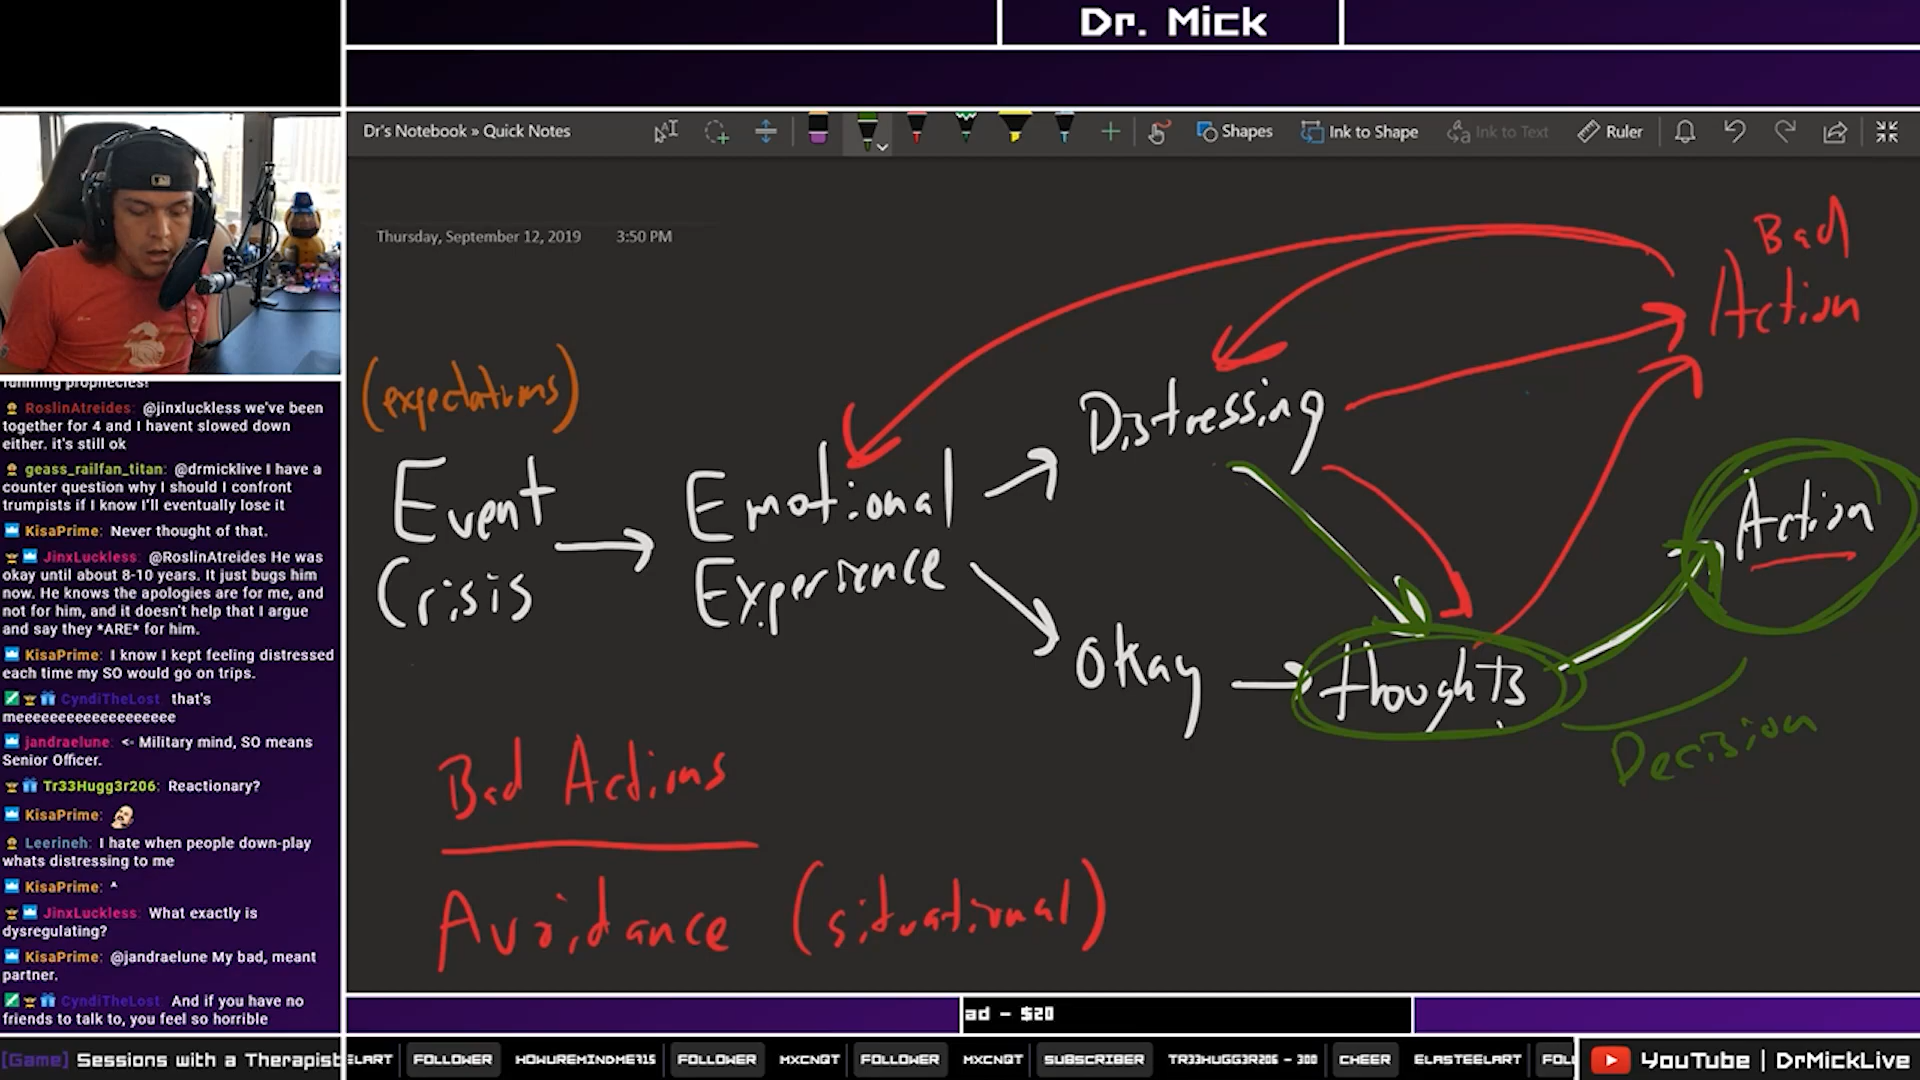 Dr. Mick
Dr's Notebook » Quick Notes
Shapes
Ink to Shape
Ink to Text
Ruler
Thursday, September 12, 2019 3:50 PM
Bad
Action
(expectations)
Distressing
Event
Crisis
Emotional
Experience
Action
Okay
thoughts
Decision
Bad Actions
Avoidance (situational)
RoslinAtreides: @jinxluckless we've been
together for 4 and I havent slowed down
either. it's still ok
geass_railfan_titan: @drmicklive I have a
counter question why I should I confront
trumpists if I know I'll eventually lose it
KisaPrime: Never thought of that.
JinxLuckless: @RoslinAtreides He was
okay until about 8-10 years. It just bugs him
now. He knows the apologies are for me, and
not for him, and it doesn't help that I argue
and say they *ARE* for him.
KisaPrime: I know I kept feeling distressed
each time my SO would go on trips.
CyndiTheLost: that's
meeeeeeeeeeeeeeeeeee
jandraelune: <- Military mind, SO means
Senior Officer.
Tr33Hugg3r206: Reactionary?
KisaPrime:
Leerineh: I hate when people down-play
whats distressing to me
KisaPrime: ^
JinxLuckless: What exactly is
dysregulating?
KisaPrime: @jandraelune My bad, meant
partner.
CyndiTheLost: And if you have no
friends to talk to, you feel so horrible
ad - $20
[Game] Sessions with a Therapist
ELART FOLLOWER HOWUREMINDME715 FOLLOWER MXCNQT FOLLOWER MXCNQT SUBSCRIBER TR33HUGG3R206 - 300 CHEER ELASTEELART FOL
YouTube | DrMickLive